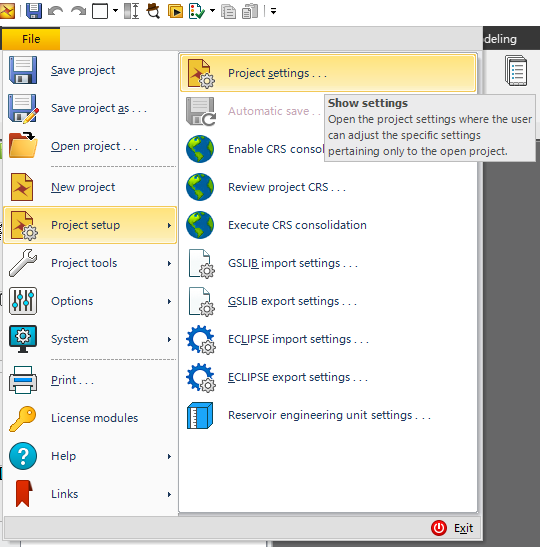 File
deling
Save project
Project settings . . .
Save project as . . .
Automatic save . .
Show settings
Open the project settings where the user
can adjust the specific settings
pertaining only to the open project.
Open project . . .
Enable CRS consol
New project
Review project CRS . . .
Project setup
Execute CRS consolidation
Project tools
GSLIB import settings . . .
Options
GSLIB export settings . . .
System
ECLIPSE import settings . . .
Print . . .
ECLIPSE export settings . . .
License modules
Reservoir engineering unit settings . . .
Help
Links
Exit